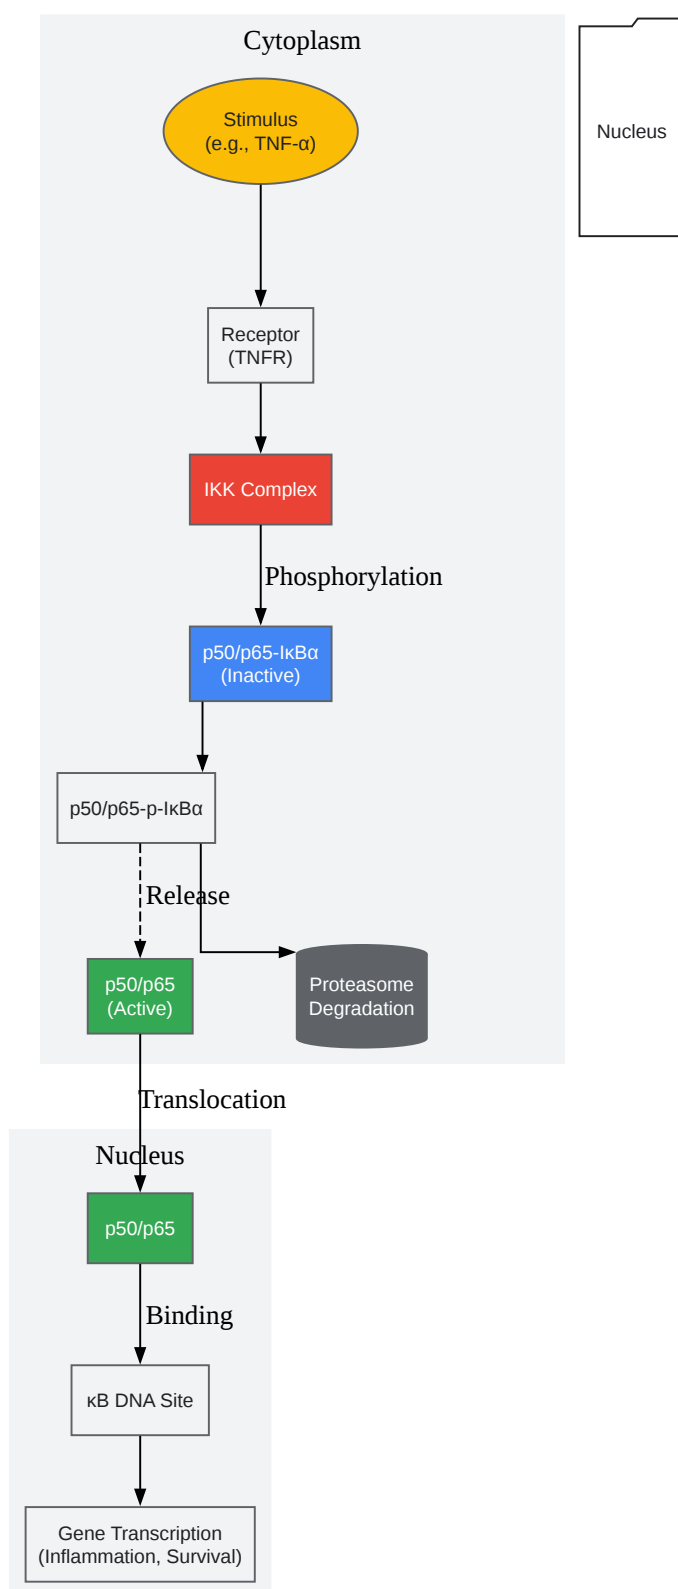 Cytoplasm
Nucleus
Stimulus
(e.g., TNF-α)
Receptor
(TNFR)
IKK Complex
Phosphorylation
p50/p65-IκBα
(Inactive)
p50/p65-p-IκBα
Release
p50/p65
(Active)
Proteasome
Degradation
Translocation
Nucleus
p50/p65
Binding
κB DNA Site
Gene Transcription
(Inflammation, Survival)